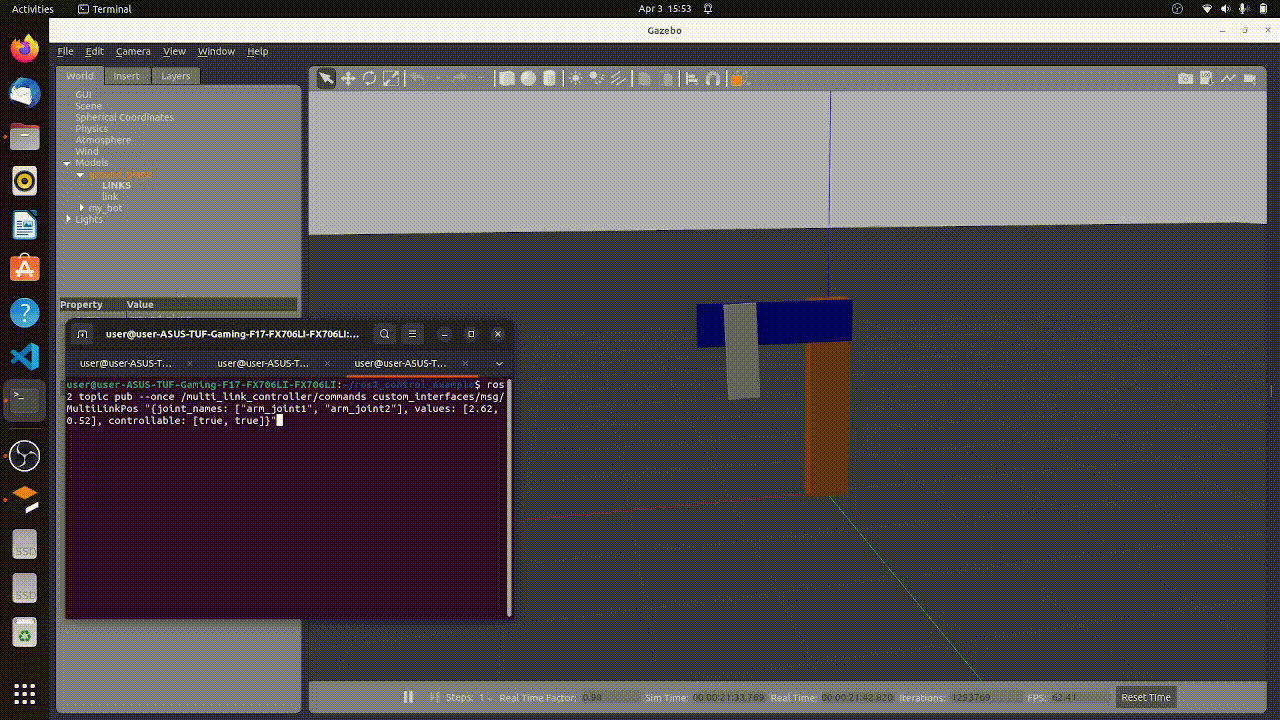 Activities Terminal Apr 3 15:53
Gazebo
File Edit Camera View Window Help
World Insert Layers
GUI
Scene
Spherical Coordinates
Physics
Atmosphere
Wind
Models
ground_plane
LINKS
link
my_bot
Lights
Property Value
user@user-ASUS-TUF-Gaming-F17-FX706LI-FX706LI:...
user@user-ASUS-T... user@user-ASUS-T... user@user-ASUS-T...
user@user-ASUS-TUF-Gaming-F17-FX706LI-FX706LI:~/ros2_control_example$ ros
2 topic pub --once /multi_link_controller/commands custom_interfaces/msg/
MultiLinkPos "{joint_names: ["arm_joint1", "arm_joint2"], values: [2.62,
0.52], controllable: [true, true]}"
SSD
SSD
Steps: 1 Real Time Factor: 0.94 Sim Time: 00 00:21:33.769 Real Time: 00 00:21:42.820 Iterations: 1293769 FPS: 62.41 Reset Time